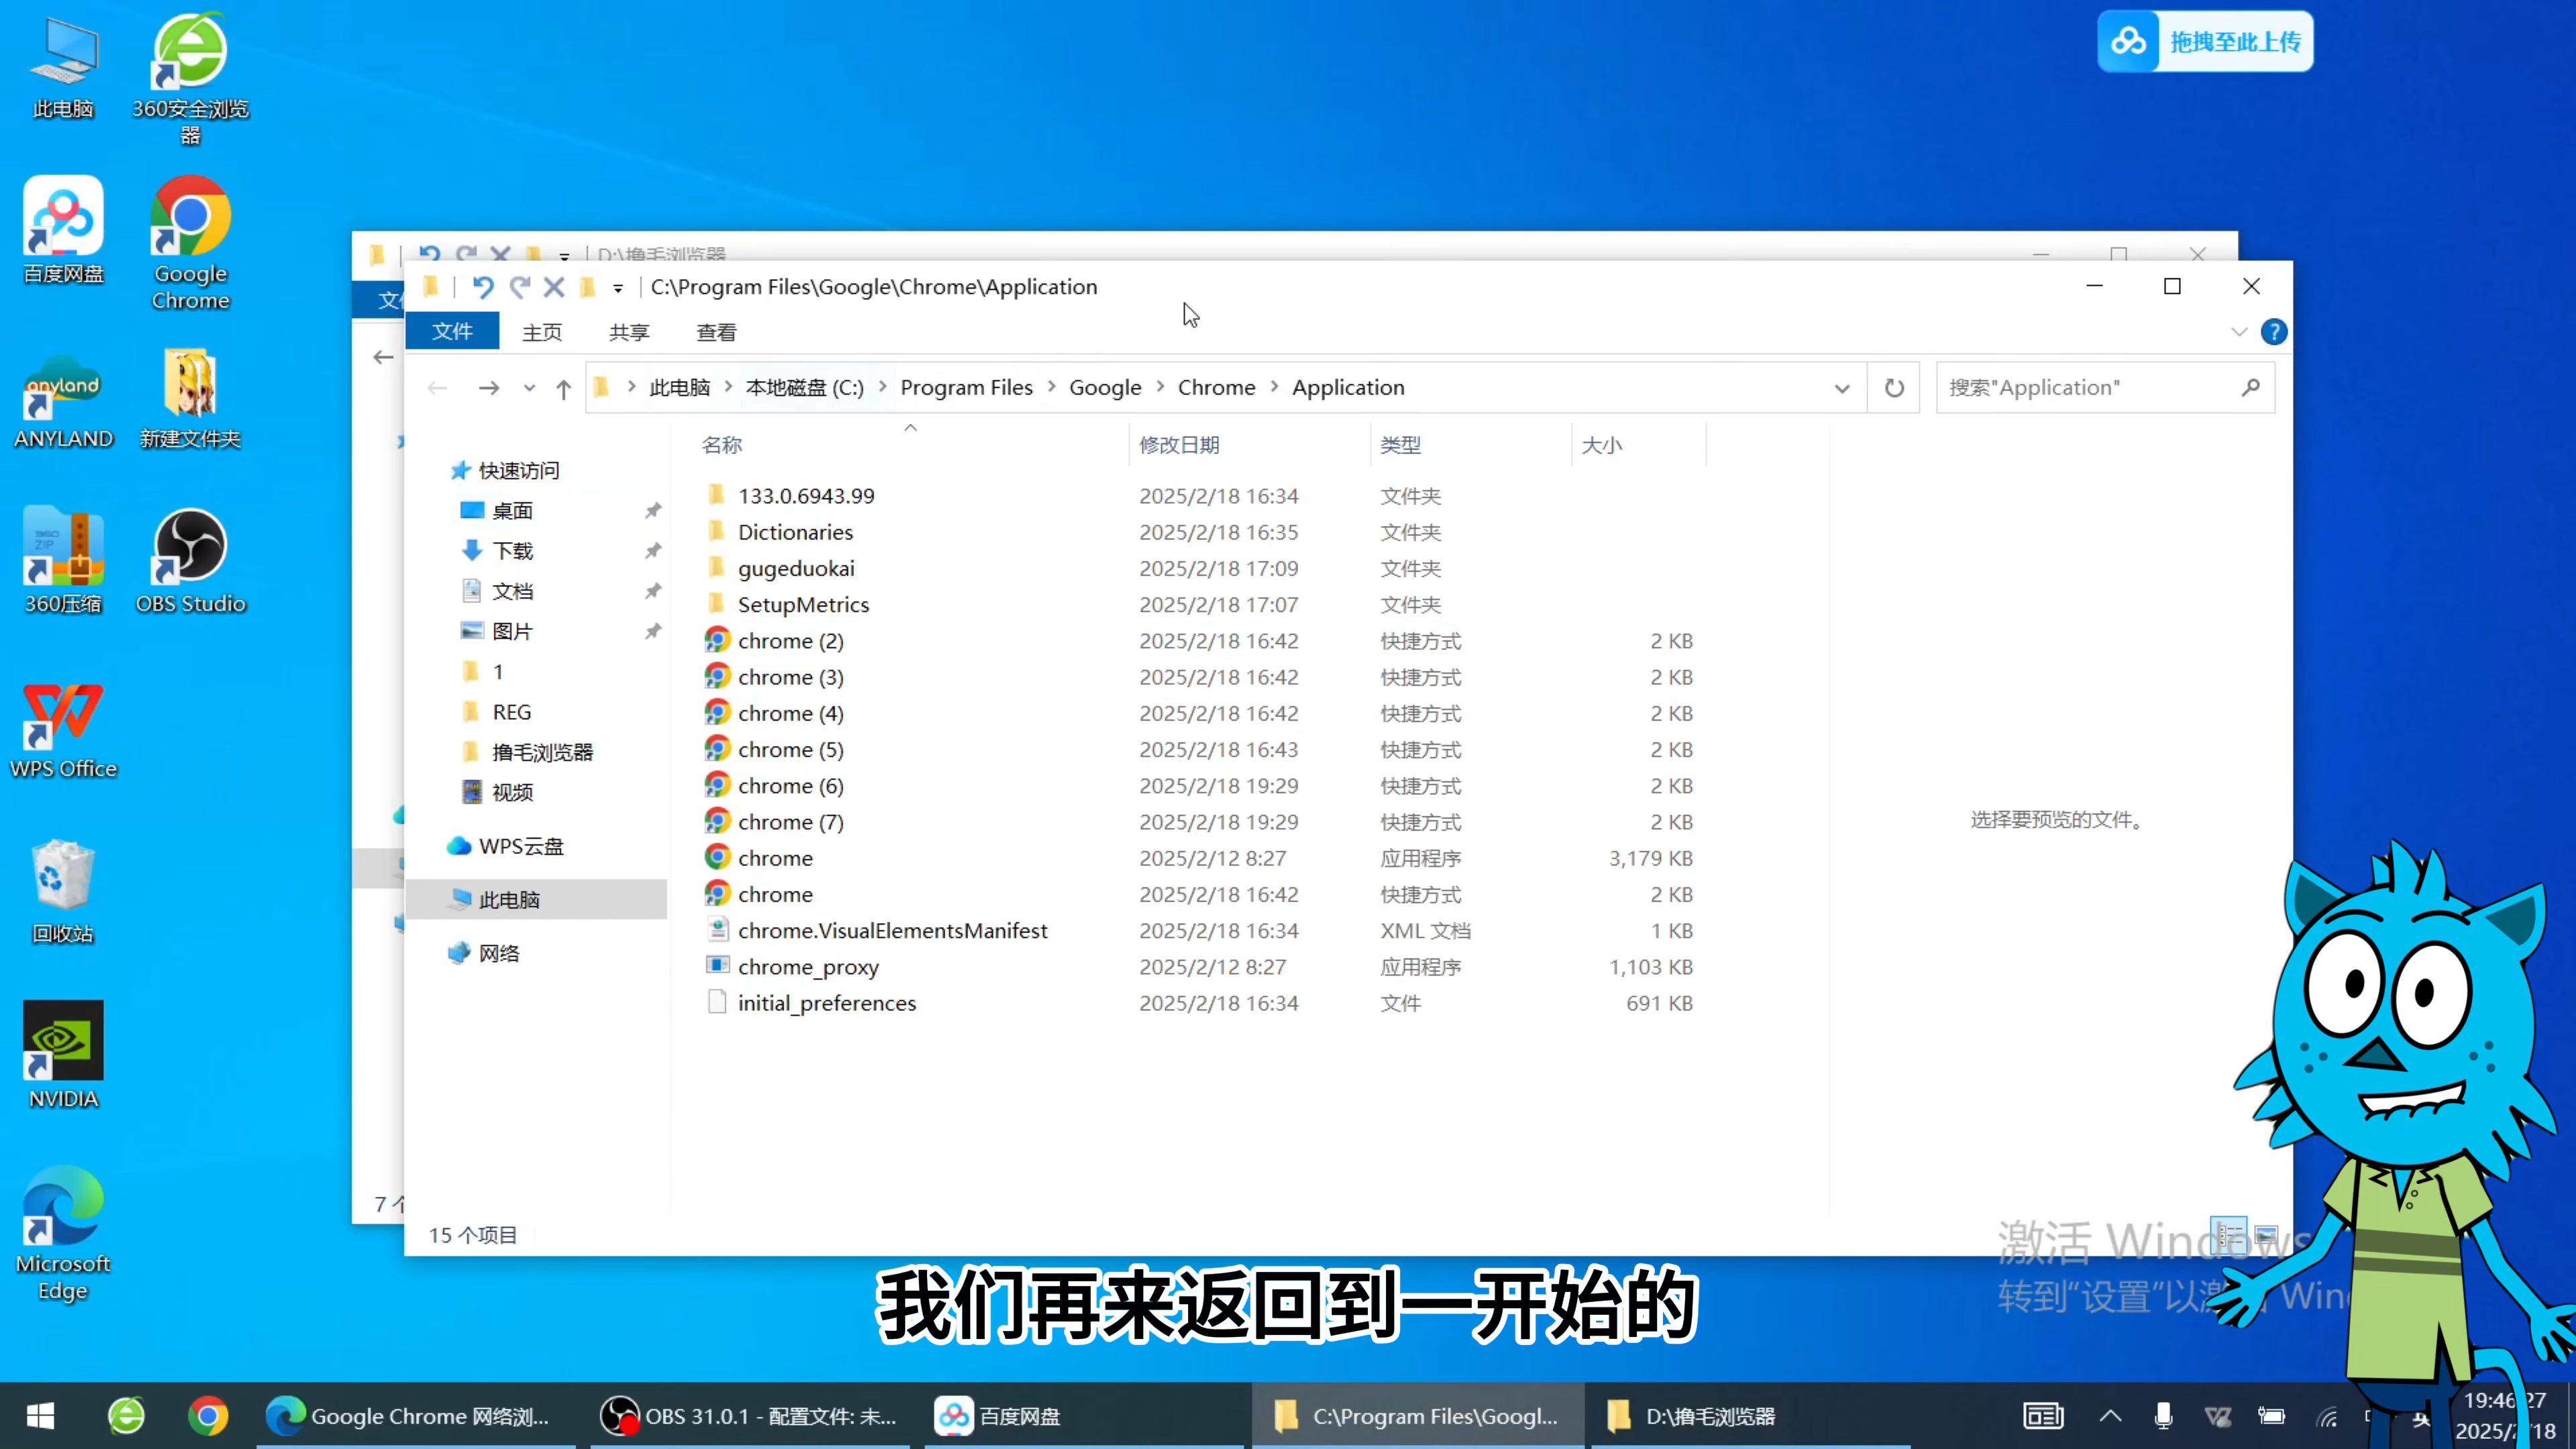 此电脑
360安全浏览器
百度网盘
Google Chrome
ANYLAND
新建文件夹
360压缩
OBS Studio
WPS Office
回收站
NVIDIA
Microsoft Edge
拖拽至此上传
D:\撸毛浏览器
C:\Program Files\Google\Chrome\Application
文件 主页 共享 查看
此电脑 本地磁盘 (C:) Program Files Google Chrome Application
搜索"Application"
名称 修改日期 类型 大小
快速访问
桌面
下载
文档
图片
1
REG
撸毛浏览器
视频
WPS云盘
此电脑
网络
133.0.6943.99 2025/2/18 16:34 文件夹
Dictionaries 2025/2/18 16:35 文件夹
gugeduokai 2025/2/18 17:09 文件夹
SetupMetrics 2025/2/18 17:07 文件夹
chrome (2) 2025/2/18 16:42 快捷方式 2 KB
chrome (3) 2025/2/18 16:42 快捷方式 2 KB
chrome (4) 2025/2/18 16:42 快捷方式 2 KB
chrome (5) 2025/2/18 16:43 快捷方式 2 KB
chrome (6) 2025/2/18 19:29 快捷方式 2 KB
chrome (7) 2025/2/18 19:29 快捷方式 2 KB
chrome 2025/2/12 8:27 应用程序 3,179 KB
chrome 2025/2/18 16:42 快捷方式 2 KB
chrome.VisualElementsManifest 2025/2/18 16:34 XML 文档 1 KB
chrome_proxy 2025/2/12 8:27 应用程序 1,103 KB
initial_preferences 2025/2/18 16:34 文件 691 KB
选择要预览的文件。
15 个项目
激活 Windows
转到"设置"以激活 Win
我们再来返回到一开始的
Google Chrome 网络浏...
OBS 31.0.1 - 配置文件: 未...
百度网盘
C:\Program Files\Googl...
D:\撸毛浏览器
英
19:46:27
2025/2/18